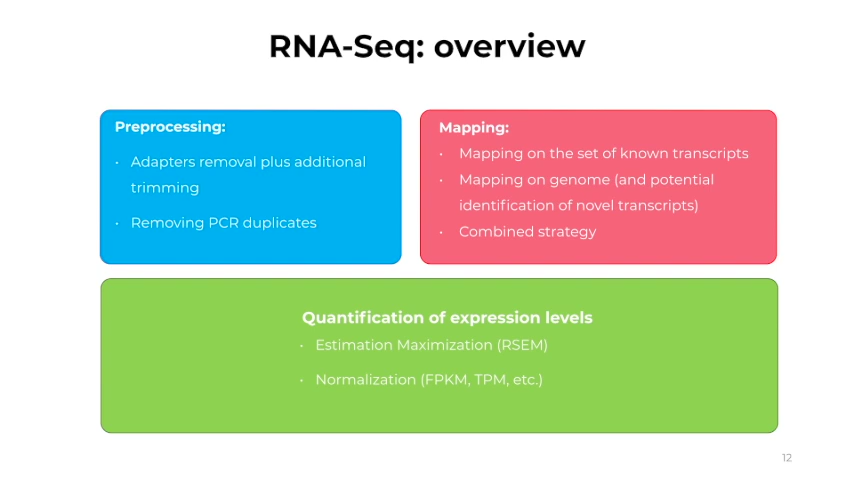 RNA-Seq: overview
Preprocessing:
• Adapters removal plus additional
trimming
• Removing PCR duplicates
Mapping:
• Mapping on the set of known transcripts
• Mapping on genome (and potential
identification of novel transcripts)
• Combined strategy
Quantification of expression levels
• Estimation Maximization (RSEM)
• Normalization (FPKM, TPM, etc.)
12